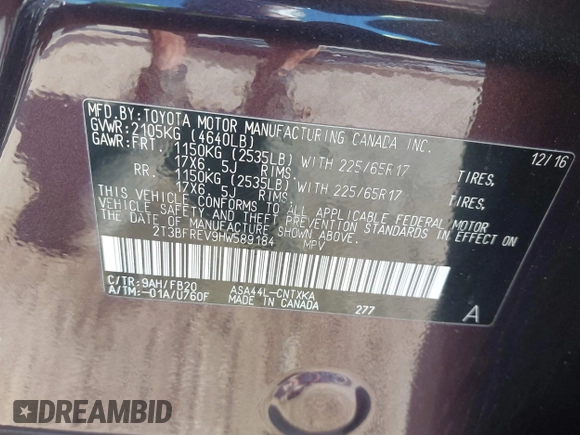 MFD. BY: TOYOTA MOTOR MANUFACTURING CANADA INC. 12/16
GVWR: 2105KG (4640LB)
GAWR: FRT. 1150KG (2535LB) WITH 225/65R17 TIRES,
17X6.5J RIMS.
RR. 1150KG (2535LB) WITH 225/65R17 TIRES,
17X6.5J RIMS.
THIS VEHICLE CONFORMS TO ALL APPLICABLE FEDERAL MOTOR
VEHICLE SAFETY AND THEFT PREVENTION STANDARDS IN EFFECT ON
THE DATE OF MANUFACTURE SHOWN ABOVE.
2T3BFREV9HW589184 MPV
C/TR: 9AH/FB20 ASA44L-CNTXKA
A/TM: -01A/U760F MADE IN CANADA 277 A
DREAMBID